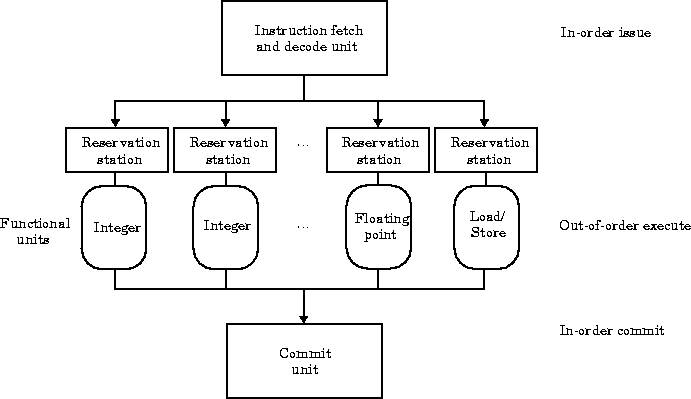 Instruction fetch
and decode unit
In-order issue
Reservation
station
Reservation
station
...
Reservation
station
Reservation
station
Functional
units
Integer
Integer
...
Floating
point
Load/
Store
Out-of-order execute
In-order commit
Commit
unit